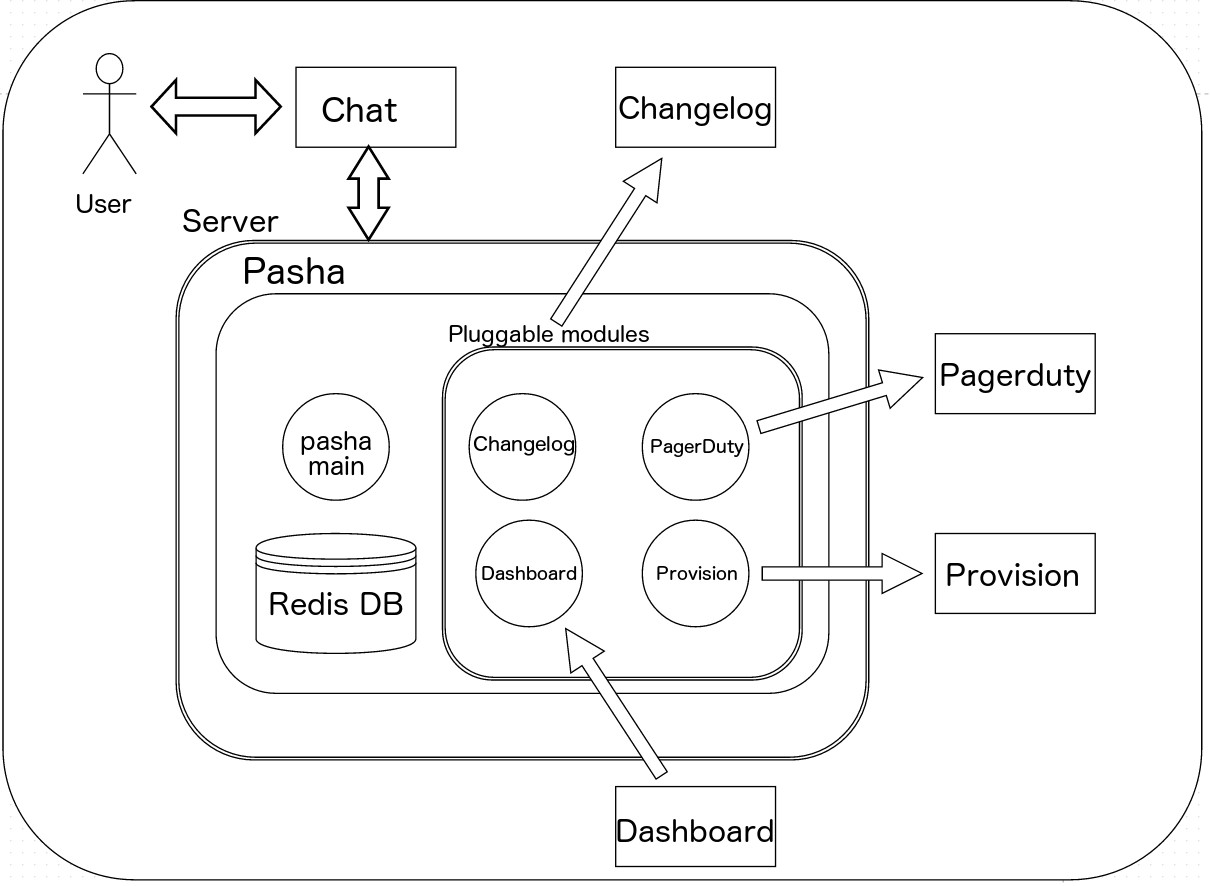 Chat
Changelog
User
Server
Pasha
Pluggable modules
Pagerduty
pasha
main
Changelog
PagerDuty
Dashboard
Provision
Provision
Redis DB
Dashboard